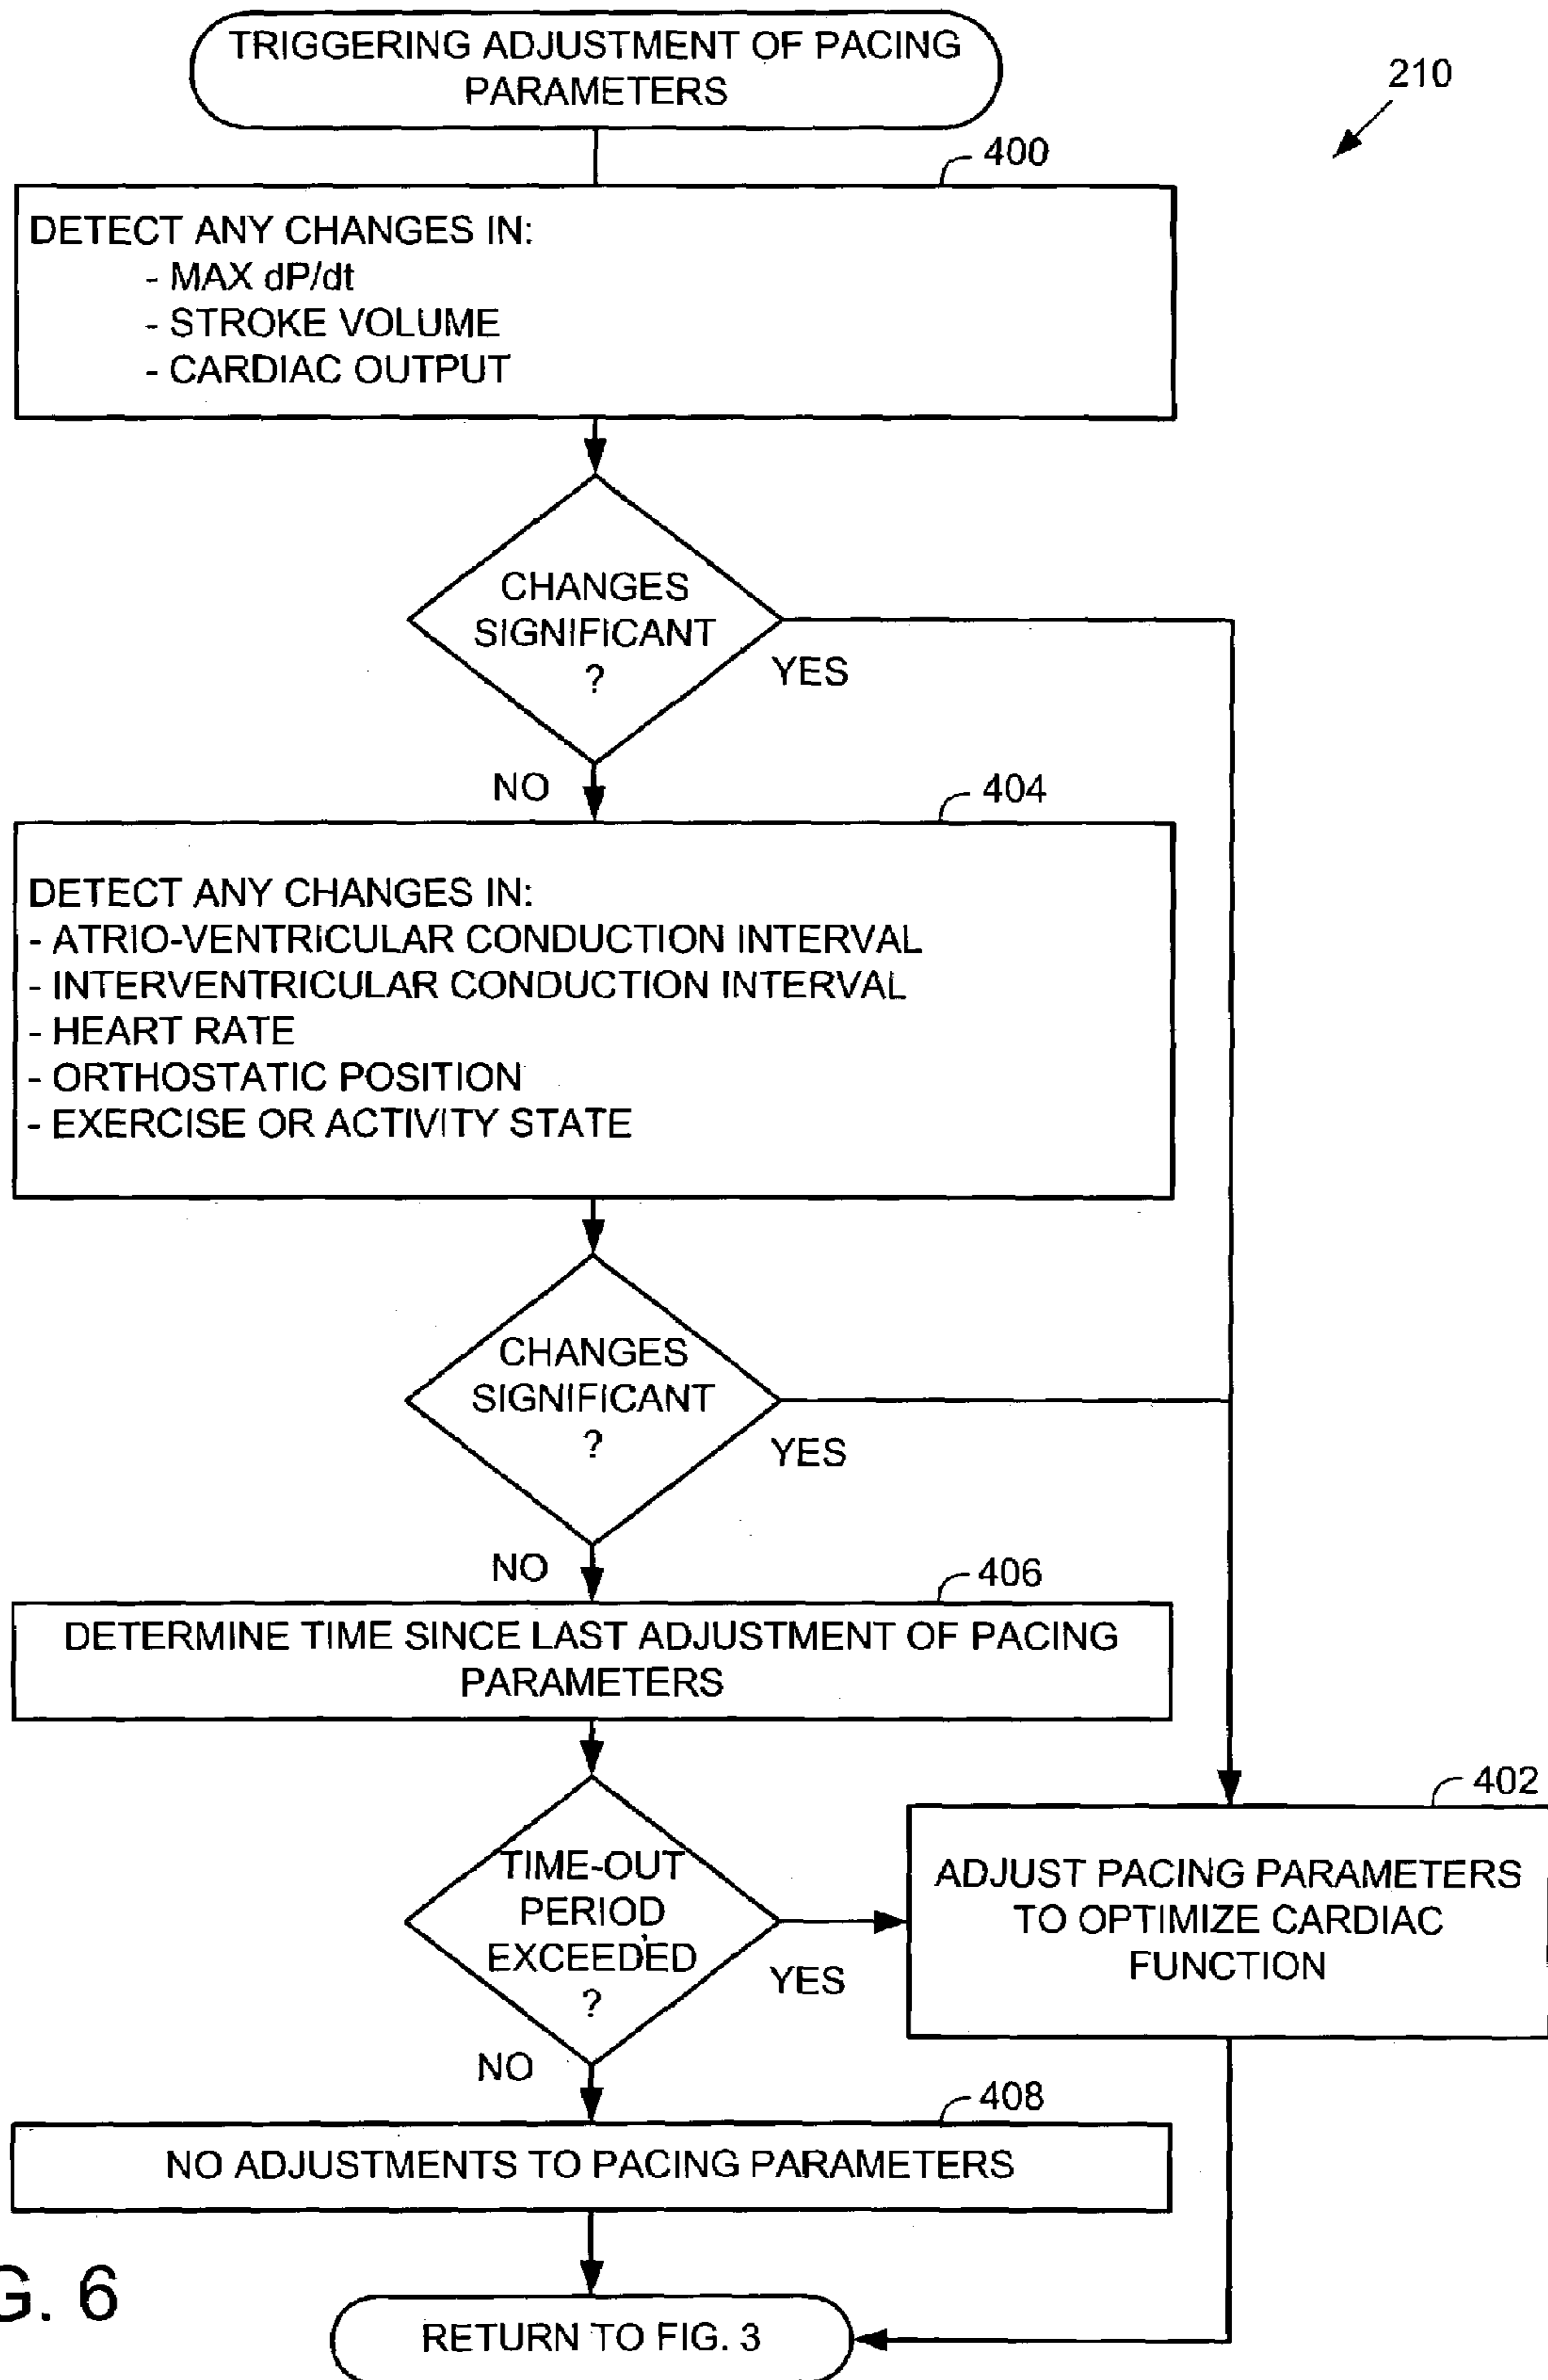 TRIGGERING ADJUSTMENT OF PACING
PARAMETERS
210
400
DETECT ANY CHANGES IN:
- MAX dP/dt
- STROKE VOLUME
- CARDIAC OUTPUT
CHANGES
SIGNIFICANT
?
YES
NO
404
DETECT ANY CHANGES IN:
- ATRIO-VENTRICULAR CONDUCTION INTERVAL
- INTERVENTRICULAR CONDUCTION INTERVAL
- HEART RATE
- ORTHOSTATIC POSITION
- EXERCISE OR ACTIVITY STATE
CHANGES
SIGNIFICANT
?
YES
NO
406
DETERMINE TIME SINCE LAST ADJUSTMENT OF PACING
PARAMETERS
TIME-OUT
PERIOD
EXCEEDED
?
YES
402
ADJUST PACING PARAMETERS
TO OPTIMIZE CARDIAC
FUNCTION
NO
408
NO ADJUSTMENTS TO PACING PARAMETERS
G. 6
RETURN TO FIG. 3